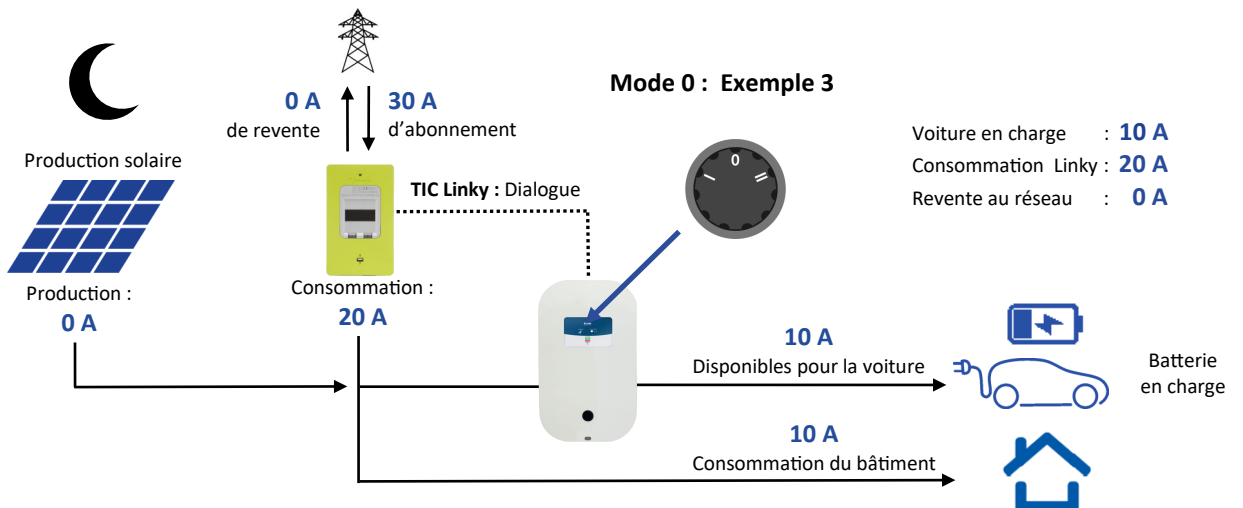 Mode 0 : Exemple 3
0 A
de revente
30 A
d'abonnement
Production solaire
TIC Linky : Dialogue
0
Voiture en charge : 10 A
Consommation Linky : 20 A
Revente au réseau : 0 A
Production :
0 A
Consommation :
20 A
10 A
Disponibles pour la voiture
Batterie
en charge
10 A
Consommation du bâtiment